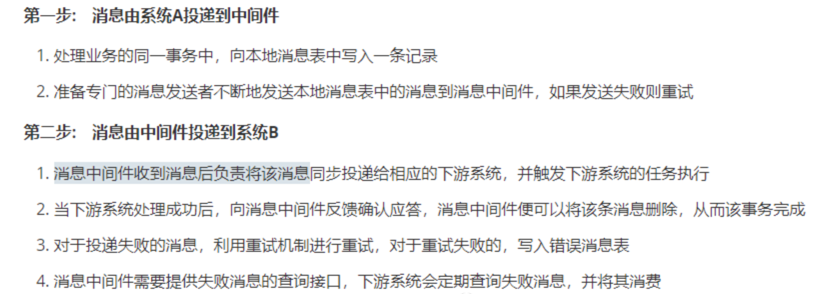 第一步： 消息由系统A投递到中间件
1. 处理业务的同一事务中，向本地消息表中写入一条记录
2. 准备专门的消息发送者不断地发送本地消息表中的消息到消息中间件，如果发送失败则重试
第二步： 消息由中间件投递到系统B
1. 消息中间件收到消息后负责将该消息同步投递给相应的下游系统，并触发下游系统的任务执行
2. 当下游系统处理成功后，向消息中间件反馈确认应答，消息中间件便可以将该条消息删除，从而该事务完成
3. 对于投递失败的消息，利用重试机制进行重试，对于重试失败的，写入错误消息表
4. 消息中间件需要提供失败消息的查询接口，下游系统会定期查询失败消息，并将其消费